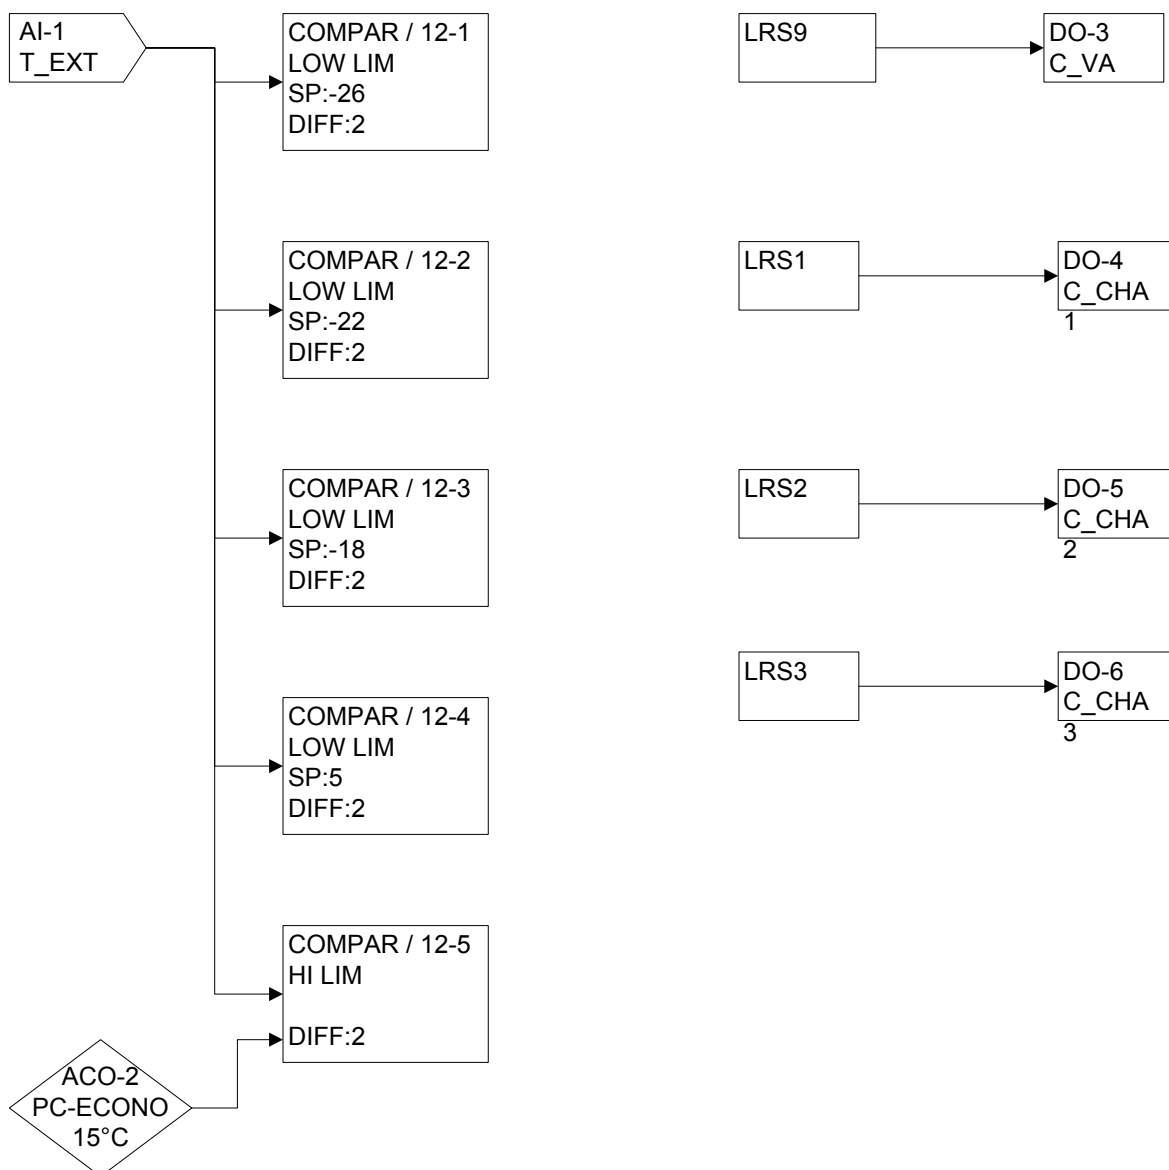 AI-1
T_EXT
COMPAR / 12-1
LOW LIM
SP:-26
DIFF:2
LRS9
DO-3
C_VA
COMPAR / 12-2
LOW LIM
SP:-22
DIFF:2
LRS1
DO-4
C_CHA
1
COMPAR / 12-3
LOW LIM
SP:-18
DIFF:2
LRS2
DO-5
C_CHA
2
LRS3
DO-6
C_CHA
3
COMPAR / 12-4
LOW LIM
SP:5
DIFF:2
COMPAR / 12-5
HI LIM
DIFF:2
ACO-2
PC-ECONO
15°C